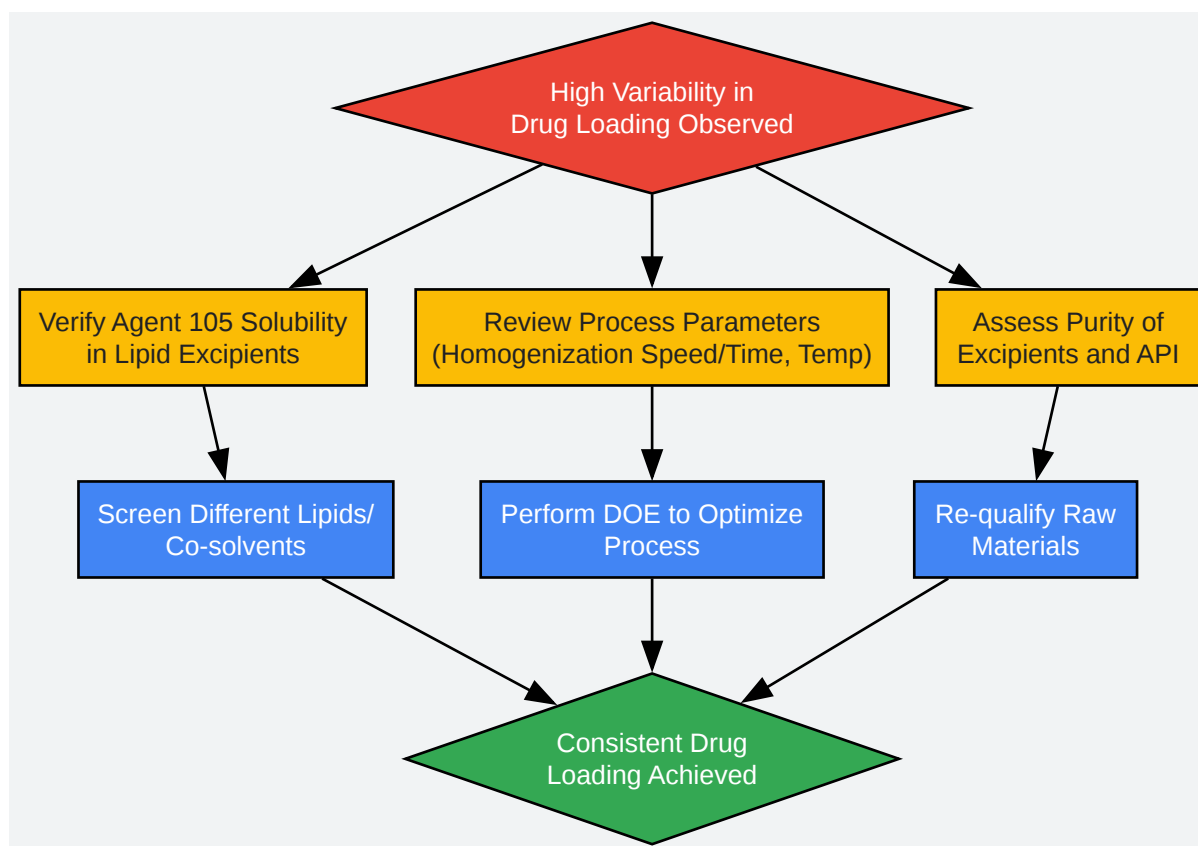 High Variability in
Drug Loading Observed
Verify Agent 105 Solubility
in Lipid Excipients
Review Process Parameters
(Homogenization Speed/Time, Temp)
Assess Purity of
Excipients and API
Screen Different Lipids/
Co-solvents
Perform DOE to Optimize
Process
Re-qualify Raw
Materials
Consistent Drug
Loading Achieved